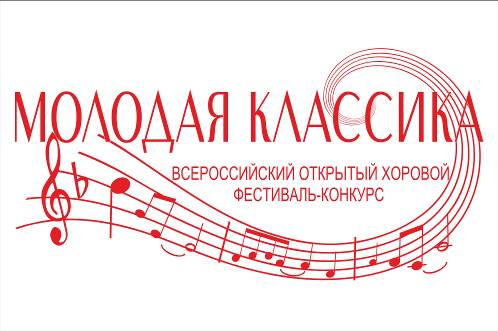 МОЛОДАЯ КЛАССИКА
ВСЕРОССИЙСКИЙ ОТКРЫТЫЙ ХОРОВОЙ
ФЕСТИВАЛЬ-КОНКУРС